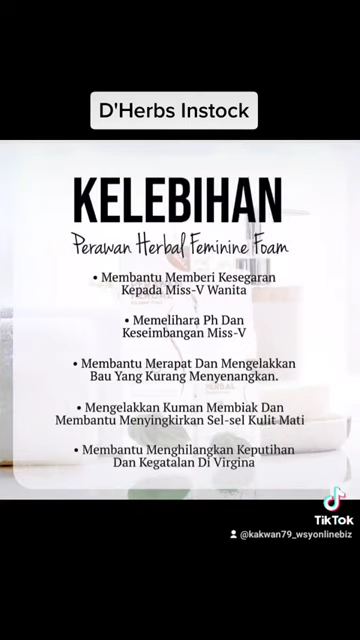 D'Herbs Instock
KELEBIHAN
Perawan Herbal Feminine Foam
• Membantu Memberi Kesegaran
Kepada Miss-V Wanita
• Memelihara Ph Dan
Keseimbangan Miss-V
• Membantu Merapat Dan Mengelakkan
Bau Yang Kurang Menyenangkan.
• Mengelakkan Kuman Membiak Dan
Membantu Menyingkirkan Sel-sel Kulit Mati
• Membantu Menghilangkan Keputihan
Dan Kegatalan Di Virgina
TikTok
@kakwan79_wsyonlinebiz